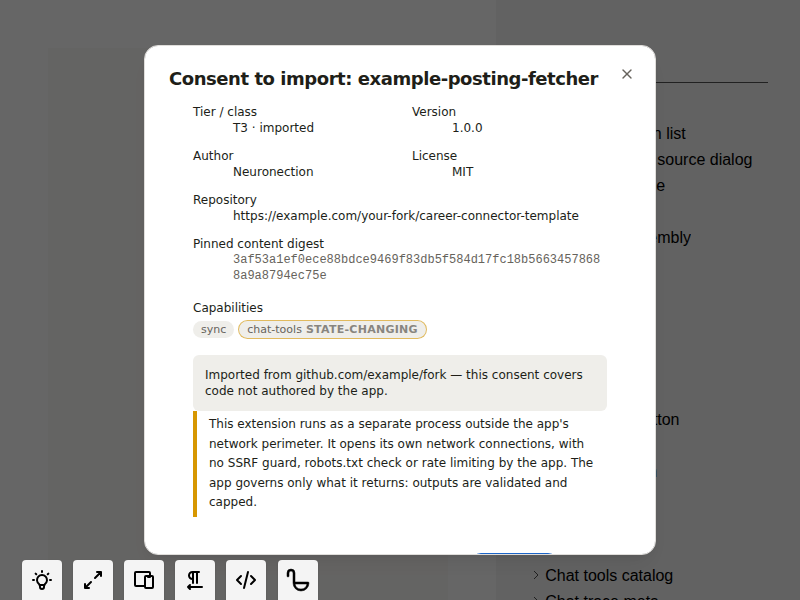 Consent to import: example-posting-fetcher
Tier / class
T3 · imported
Version
1.0.0
Author
Neuronection
License
MIT
Repository
https://example.com/your-fork/career-connector-template
Pinned content digest
3af53a1ef0ece88bdce9469f83db5f584d17fc18b5663457868
8a9a8794ec75e
Capabilities
sync
chat-tools STATE-CHANGING
Imported from github.com/example/fork — this consent covers
code not authored by the app.
This extension runs as a separate process outside the app's
network perimeter. It opens its own network connections, with
no SSRF guard, robots.txt check or rate limiting by the app. The
app governs only what it returns: outputs are validated and
capped.
list
source dialog
Chat tools catalog